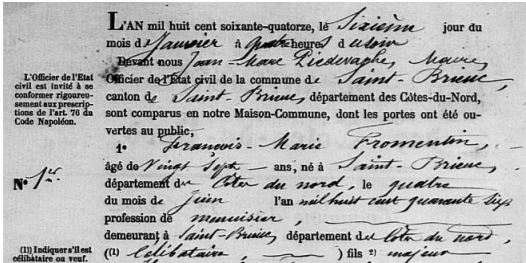 L'AN mil huit cent soixante-quatorze, le Sixième jour du
mois de Janvier à quatre heures du soir
Devant nous Jean-Marie Piedevache, Maire,
Officier de l'État civil de la commune de Saint-Brieuc,
canton de Saint-Brieuc, département des Côtes-du-Nord,
sont comparus en notre Maison-Commune, dont les portes ont été ou-
vertes au public,
1° François-Marie Fromentin,
âgé de Vingt Sept ans, né à Saint-Brieuc,
département des Côtes du nord, le quatre
du mois de Juin l'an mil huit cent quarante Sept
profession de menuisier,
demeurant à Saint-Brieuc, département des Côtes du nord,
((1) Célibataire,) fils (2) majeur
L'Officier de l'État
civil est invité à se
conformer rigoureu-
sement aux prescrip-
tions de l'art. 76 du
Code Napoléon.
N° 1er
(1) Indiquer s'il est
célibataire ou veuf.